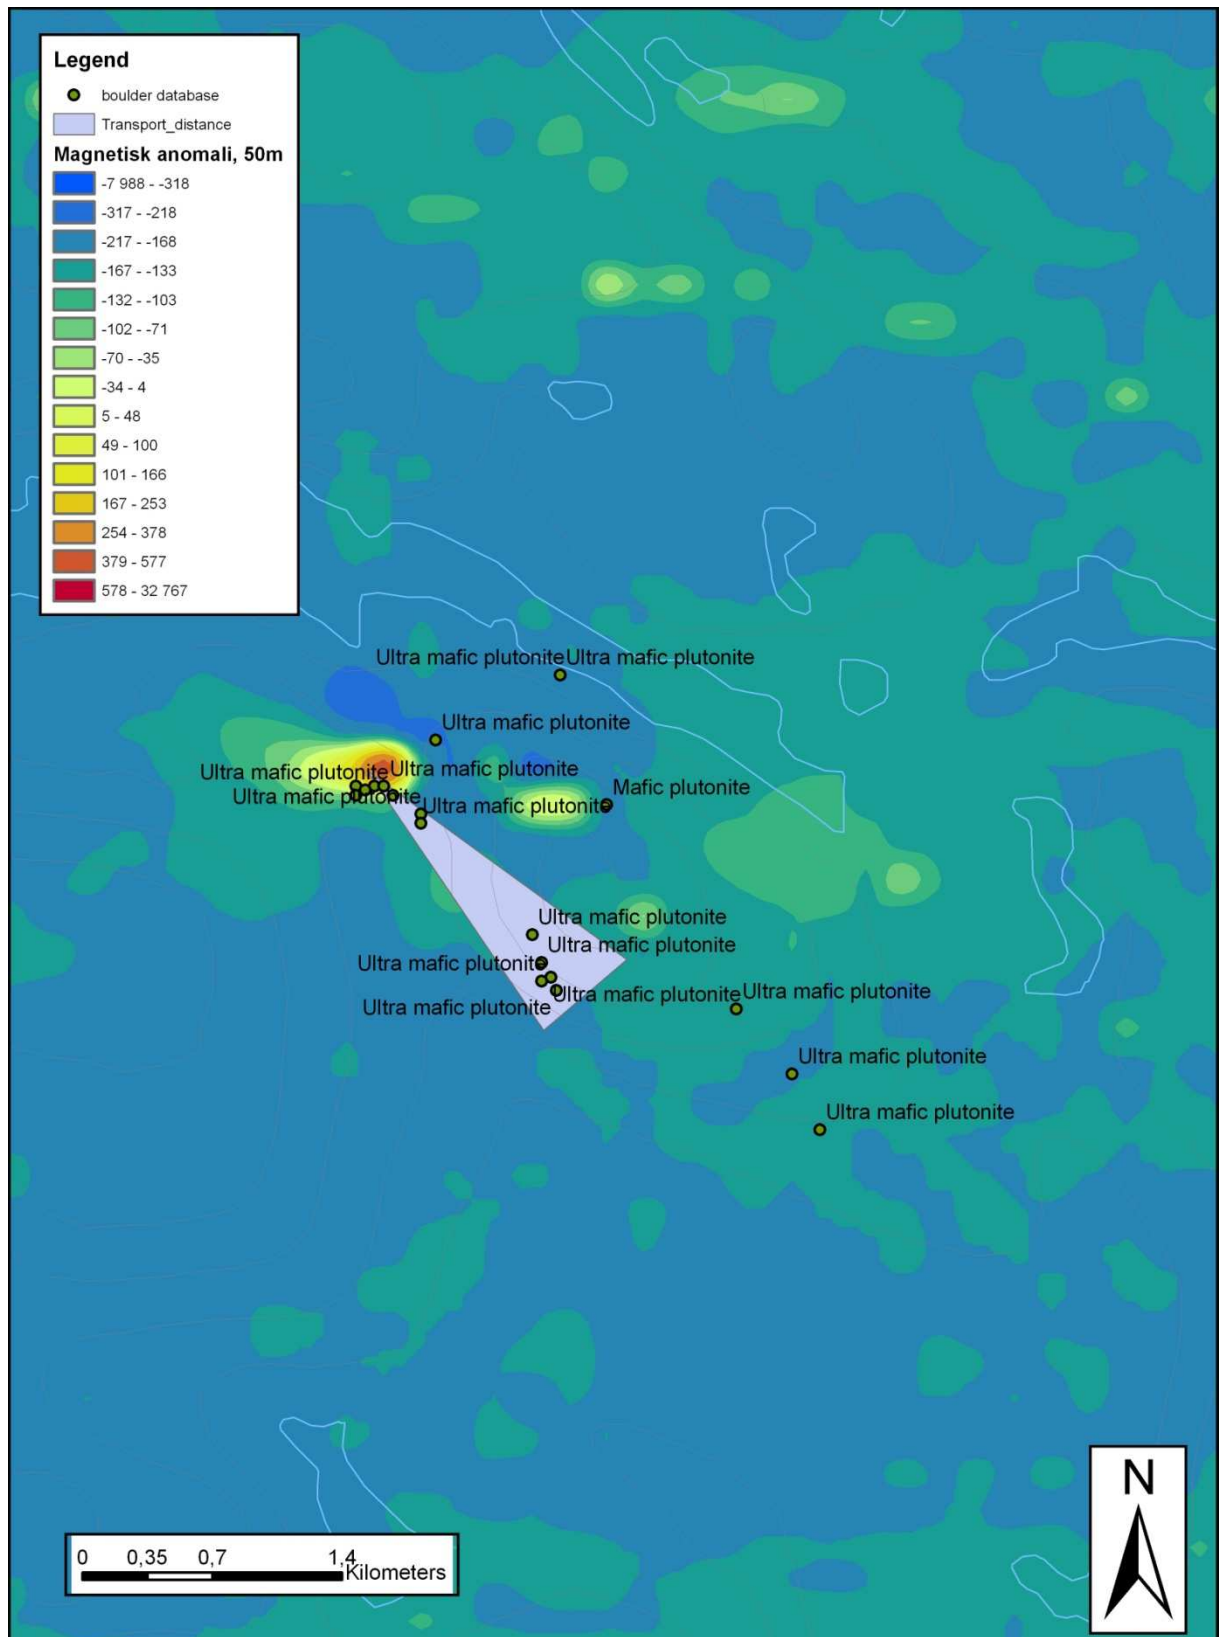 Legend
boulder database
Transport_distance
Magnetisk anomali, 50m
-7 988 - -318
-317 - -218
-217 - -168
-167 - -133
-132 - -103
-102 - -71
-70 - -35
-34 - 4
5 - 48
49 - 100
101 - 166
167 - 253
254 - 378
379 - 577
578 - 32 767
Ultra mafic plutonite Ultra mafic plutonite
Ultra mafic plutonite
Ultra mafic plutonite Ultra mafic plutonite
Mafic plutonite
Ultra mafic plutonite Ultra mafic plutonite
Ultra mafic plutonite
Ultra mafic plutonite
Ultra mafic plutonite
Ultra mafic plutonite Ultra mafic plutonite
Ultra mafic plutonite
Ultra mafic plutonite
Ultra mafic plutonite
N
0 0,35 0,7 1,4
Kilometers